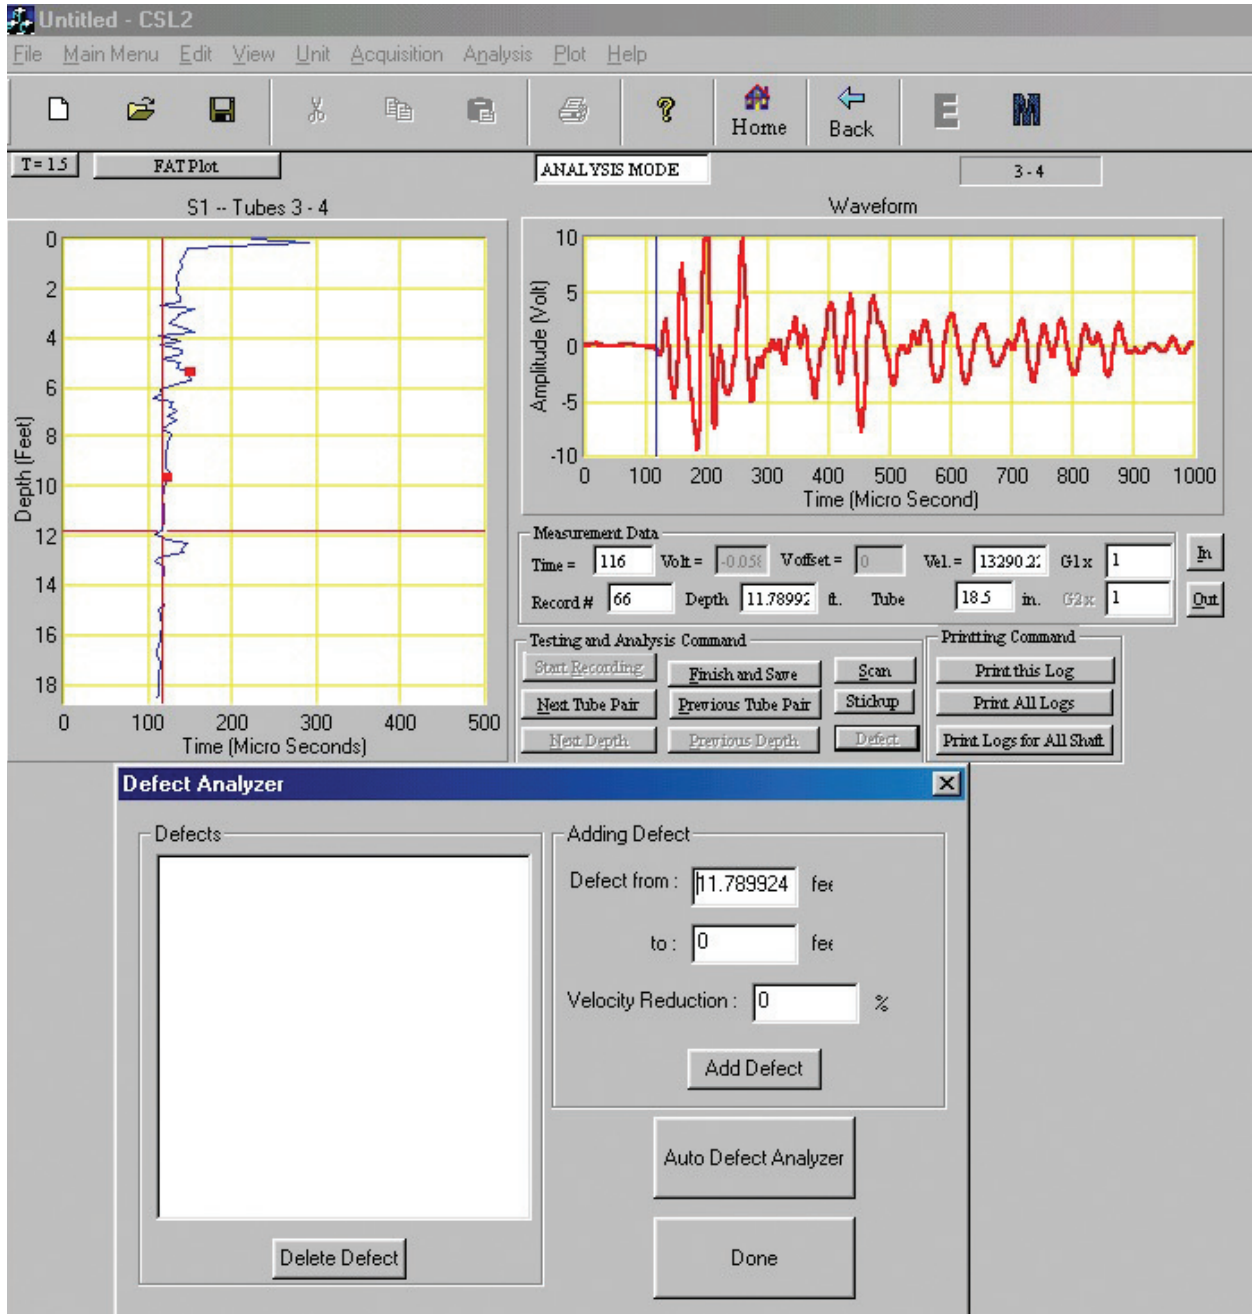 Untitled - CSL2
File Main Menu Edit View Unit Acquisition Analysis Plot Help
Home Back E M
T= 1.5 FAT Plot ANALYSIS MODE 3 - 4
S1 -- Tubes 3 - 4
0
2
4
6
8
10
12
14
16
18
Depth (Feet)
0 100 200 300 400 500
Time (Micro Seconds)
Waveform
10
5
0
-5
-10
Amplitude (Volt)
0 100 200 300 400 500 600 700 800 900 1000
Time (Micro Second)
Measurement Data
Time = 116 Volt = -0.058 Voffset = 0 Vel. = 13290.22 G1x 1 In
Record # 66 Depth 11.78992 ft. Tube 18.5 in. G2x 1 Out
Testing and Analysis Command
Start Recording Finish and Save Scan
Next Tube Pair Previous Tube Pair Stickup
Next Depth Previous Depth Defect
Printting Command
Print this Log
Print All Logs
Print Logs for All Shaft
Defect Analyzer
Defects
Delete Defect
Adding Defect
Defect from : 11.789924 fee
to : 0 fee
Velocity Reduction : 0 %
Add Defect
Auto Defect Analyzer
Done